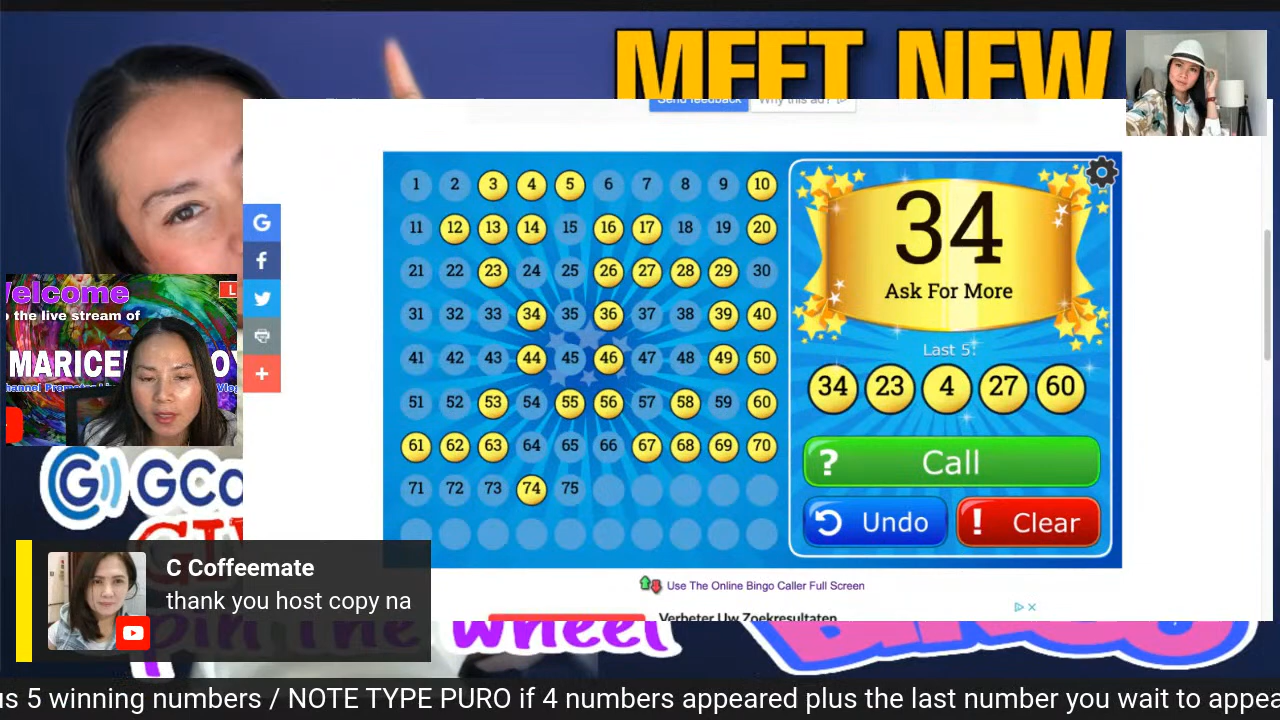 MEET NEW
Send feedback
Why this ad?
1 2 3 4 5 6 7 8 9 10
11 12 13 14 15 16 17 18 19 20
21 22 23 24 25 26 27 28 29 30
31 32 33 34 35 36 37 38 39 40
41 42 43 44 45 46 47 48 49 50
51 52 53 54 55 56 57 58 59 60
61 62 63 64 65 66 67 68 69 70
71 72 73 74 75
34
Ask For More
Last 5:
34 23 4 27 60
? Call
Undo
! Clear
Use The Online Bingo Caller Full Screen
Verbeter Uw Zoekresultaten
G
f
+
Welcome
the live stream of
MARICE
G GCo
C Coffeemate
thank you host copy na
pin the wheel
BINGO
us 5 winning numbers / NOTE TYPE PURO if 4 numbers appeared plus the last number you wait to appea